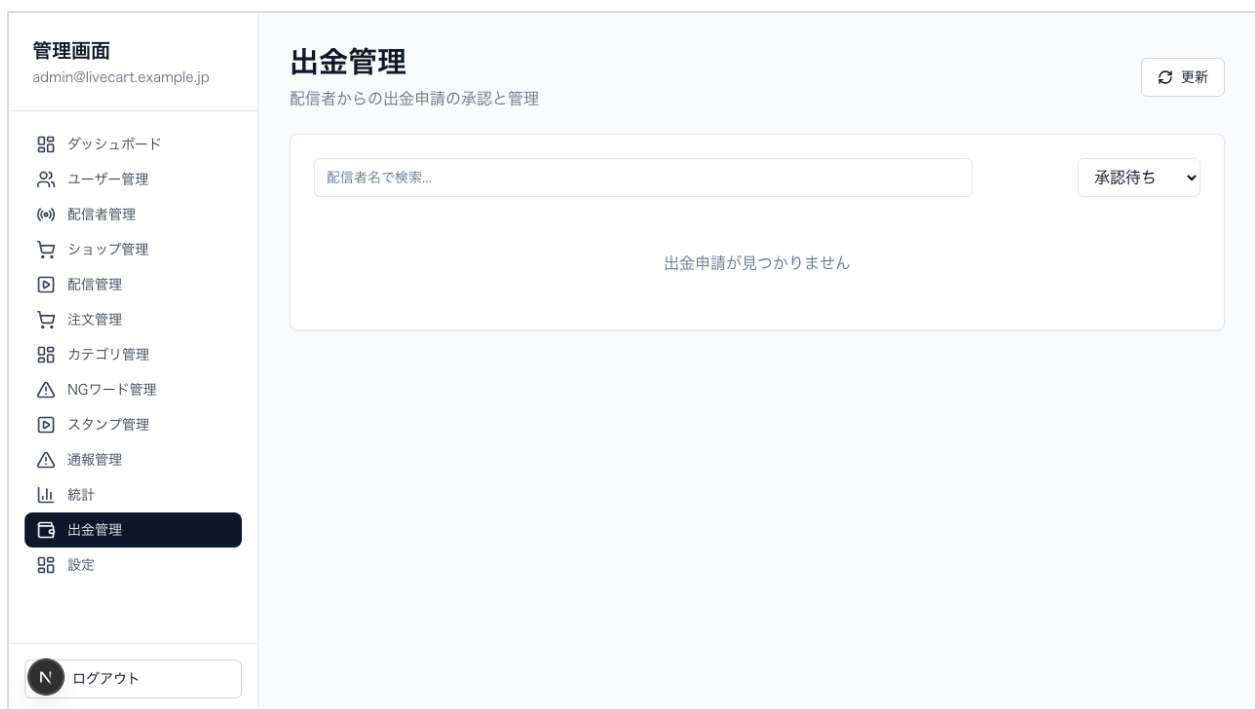 管理画面
admin@livecart.example.jp
ダッシュボード
ユーザー管理
配信者管理
ショップ管理
配信管理
注文管理
カテゴリ管理
NGワード管理
スタンプ管理
通報管理
統計
出金管理
設定
N
ログアウト
出金管理
配信者からの出金申請の承認と管理
更新
配信者名で検索...
承認待ち
出金申請が見つかりません